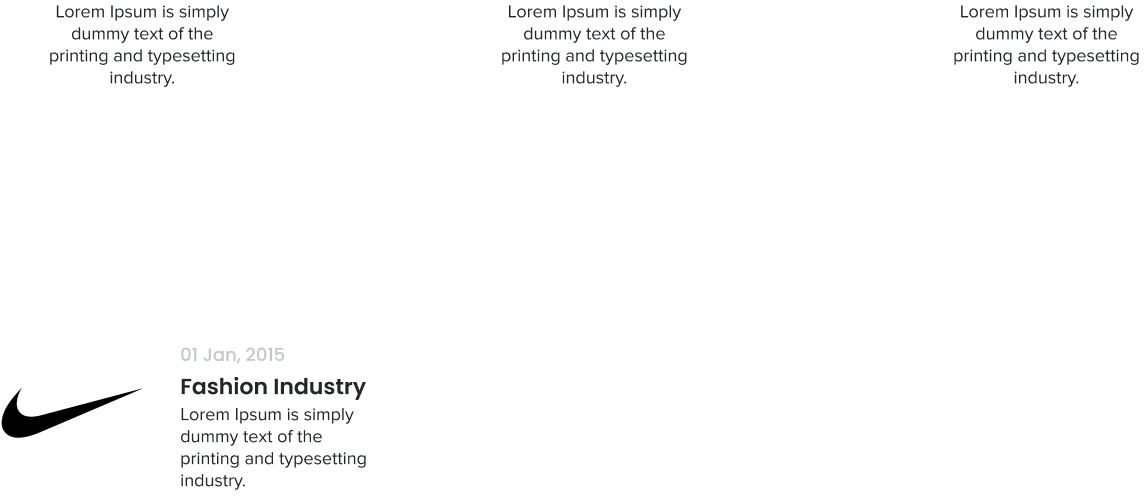 Lorem Ipsum is simply
dummy text of the
printing and typesetting
industry.
Lorem Ipsum is simply
dummy text of the
printing and typesetting
industry.
Lorem Ipsum is simply
dummy text of the
printing and typesetting
industry.
01 Jan, 2015
Fashion Industry
Lorem Ipsum is simply
dummy text of the
printing and typesetting
industry.